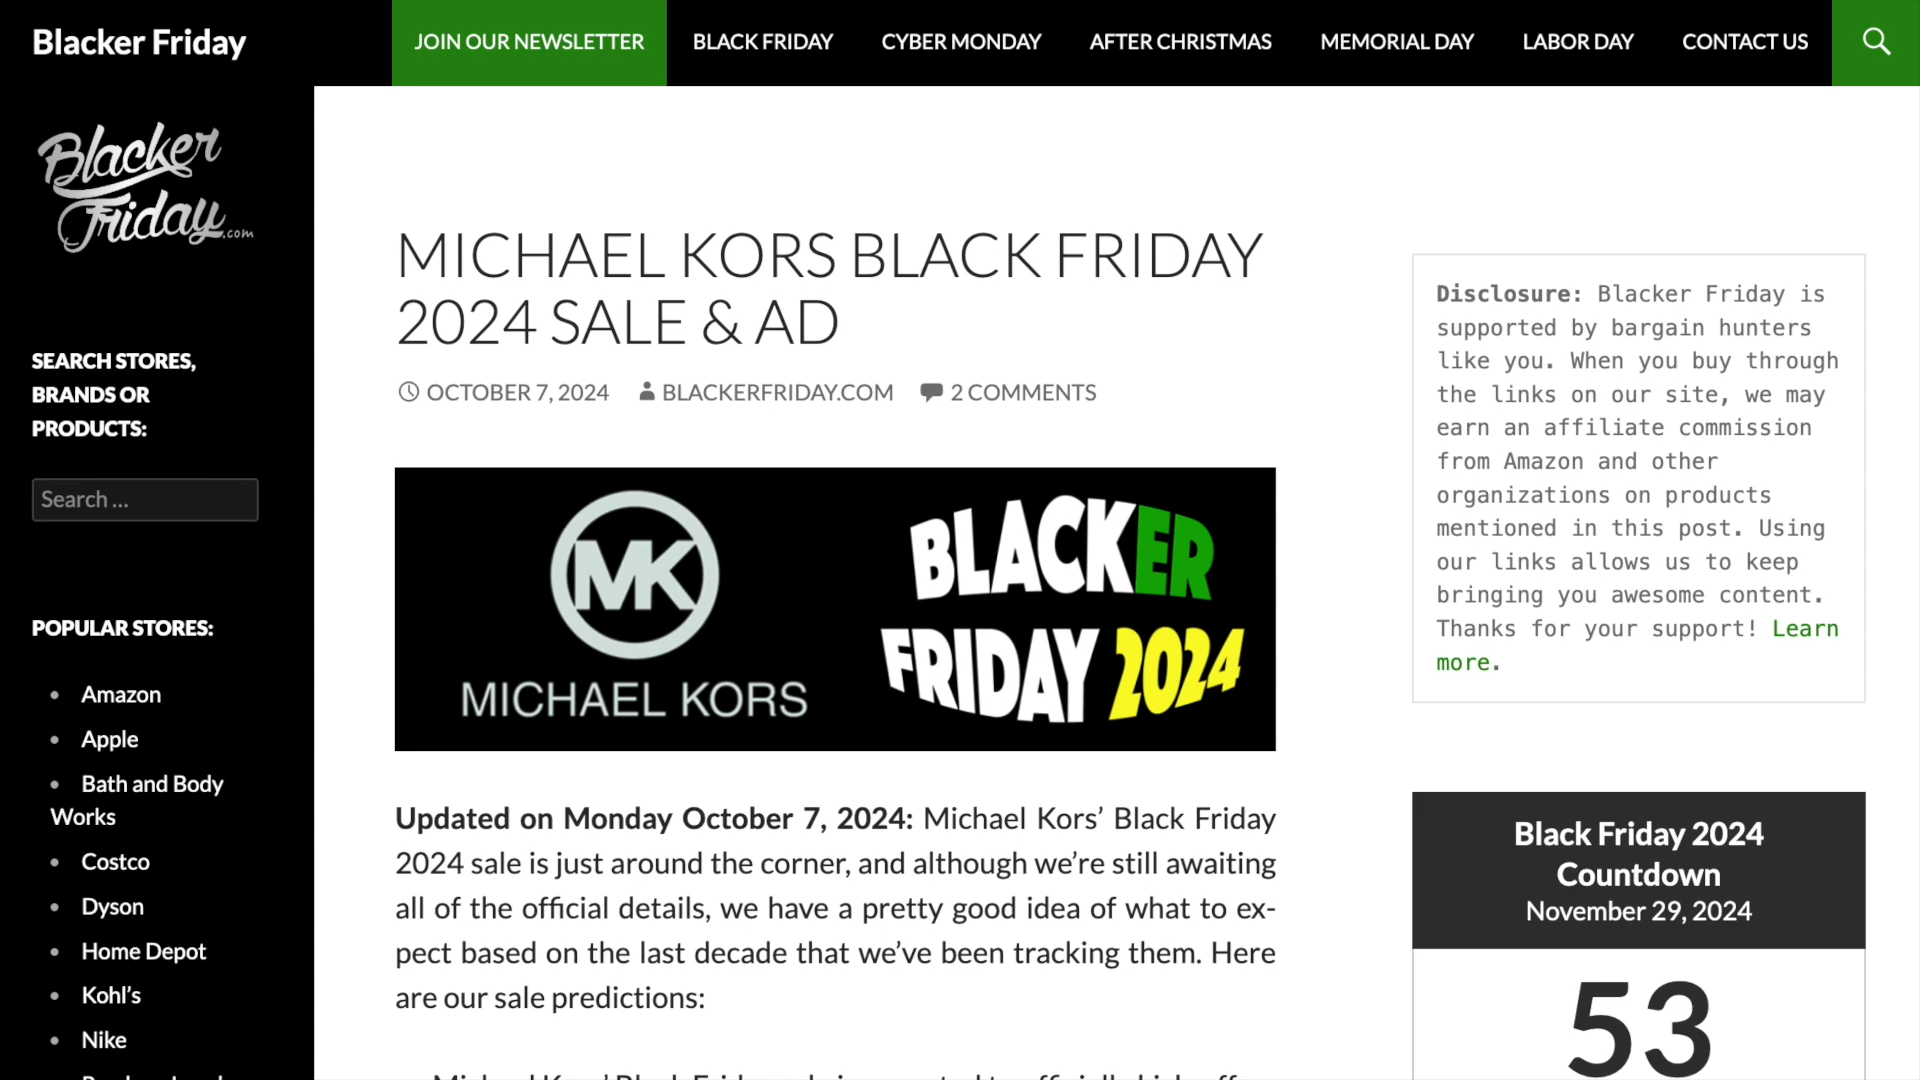 Blacker Friday
JOIN OUR NEWSLETTER
BLACK FRIDAY
CYBER MONDAY
AFTER CHRISTMAS
MEMORIAL DAY
LABOR DAY
CONTACT US
Blacker
Friday.com
SEARCH STORES,
BRANDS OR
PRODUCTS:
Search ...
POPULAR STORES:
Amazon
Apple
Bath and Body
Works
Costco
Dyson
Home Depot
Kohl's
Nike
MICHAEL KORS BLACK FRIDAY
2024 SALE & AD
OCTOBER 7, 2024
BLACKERFRIDAY.COM
2 COMMENTS
MK
MICHAEL KORS
BLACKER
FRIDAY 2024
Updated on Monday October 7, 2024: Michael Kors’ Black Friday
2024 sale is just around the corner, and although we’re still awaiting
all of the official details, we have a pretty good idea of what to ex-
pect based on the last decade that we’ve been tracking them. Here
are our sale predictions:
Disclosure: Blacker Friday is
supported by bargain hunters
like you. When you buy through
the links on our site, we may
earn an affiliate commission
from Amazon and other
organizations on products
mentioned in this post. Using
our links allows us to keep
bringing you awesome content.
Thanks for your support! Learn
more.
Black Friday 2024
Countdown
November 29, 2024
53